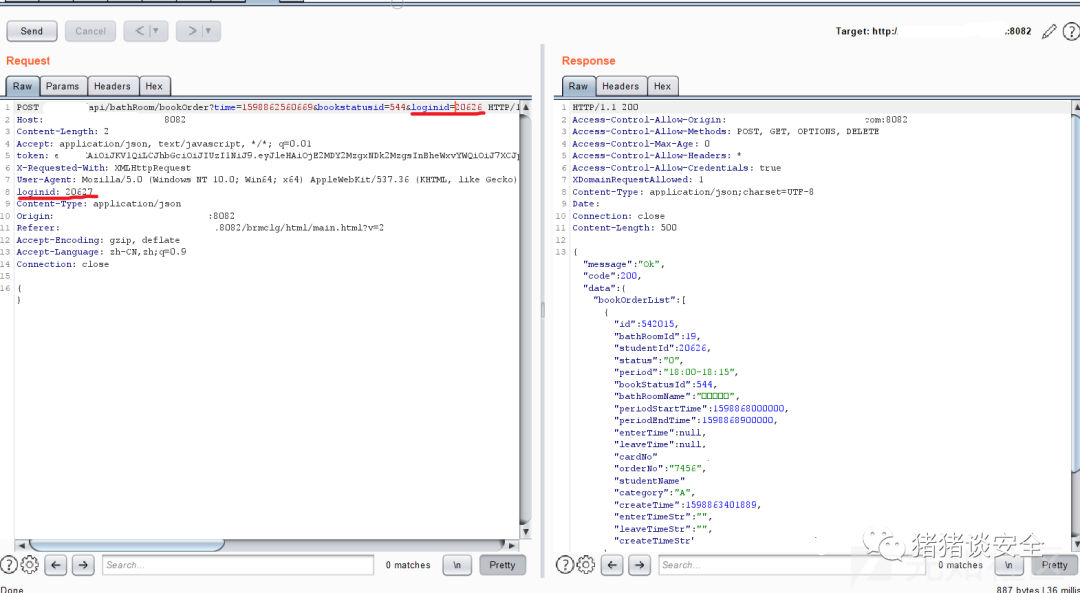 Send Cancel < | ▾ > | ▾ Target: http:/ .:8082 ?
Request
Raw Params Headers Hex
1 POST api/bathRoom/bookOrder?time=1598862560669&bookstatusid=544&loginid=20626 HTTP/1
2 Host: 8082
3 Content-Length: 2
4 Accept: application/json, text/javascript, */*; q=0.01
5 token:
6 X-Requested-With: XMLHttpRequest
7 User-Agent: Mozilla/5.0 (Windows NT 10.0; Win64; x64) AppleWebKit/537.36 (KHTML, like Gecko)
8 loginid: 20627
9 Content-Type: application/json
10 Origin: :8082
11 Referer: .8082/brmclg/html/main.html?v=2
12 Accept-Encoding: gzip, deflate
13 Accept-Language: zh-CN,zh;q=0.9
14 Connection: close
15
16 {
}
? Search... 0 matches \n Pretty
Response
Raw Headers Hex
1 HTTP/1.1 200
2 Access-Control-Allow-Origin: com:8082
3 Access-Control-Allow-Methods: POST, GET, OPTIONS, DELETE
4 Access-Control-Max-Age: 0
5 Access-Control-Allow-Headers: *
6 Access-Control-Allow-Credentials: true
7 XDomainRequestAllowed: 1
8 Content-Type: application/json;charset=UTF-8
9 Date:
10 Connection: close
11 Content-Length: 500
12
13 {
"message":"Ok",
"code":200,
"data":{
"bookOrderList":[
{
"id":542015,
"bathRoomId":19,
"studentId":20626,
"status":"0",
"period":"18:00-18:15",
"bookStatusId":544,
"bathRoomName":"□□□□□",
"periodStartTime":1598868000000,
"periodEndTime":1598868900000,
"enterTime":null,
"leaveTime":null,
"cardNo"
"orderNo":"7456",
"studentName"
"category":"A",
"createTime":1598863401889,
"enterTimeStr":"",
"leaveTimeStr":"",
"createTimeStr'
? Search... 0 matches \n Pretty
猪猪谈安全
Done
887 bytes | 36 millis